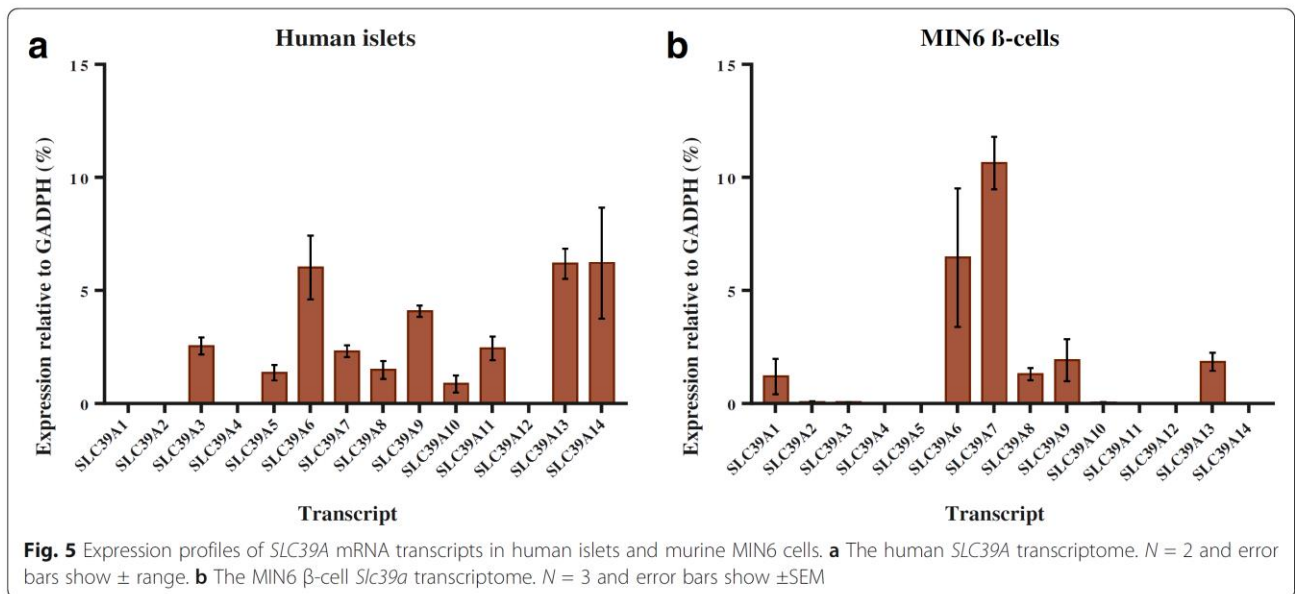 a
Human islets
15
10
5
0
Expression relative to GADPH (%)
SLC39A1
SLC39A2
SLC39A3
SLC39A4
SLC39A5
SLC39A6
SLC39A7
SLC39A8
SLC39A9
SLC39A10
SLC39A11
SLC39A12
SLC39A13
SLC39A14
Transcript
b
MIN6 ß-cells
15
10
5
0
Expression relative to GADPH (%)
SLC39A1
SLC39A2
SLC39A3
SLC39A4
SLC39A5
SLC39A6
SLC39A7
SLC39A8
SLC39A9
SLC39A10
SLC39A11
SLC39A12
SLC39A13
SLC39A14
Transcript
Fig. 5 Expression profiles of SLC39A mRNA transcripts in human islets and murine MIN6 cells. a The human SLC39A transcriptome. N = 2 and error
bars show ± range. b The MIN6 β-cell Slc39a transcriptome. N = 3 and error bars show ±SEM